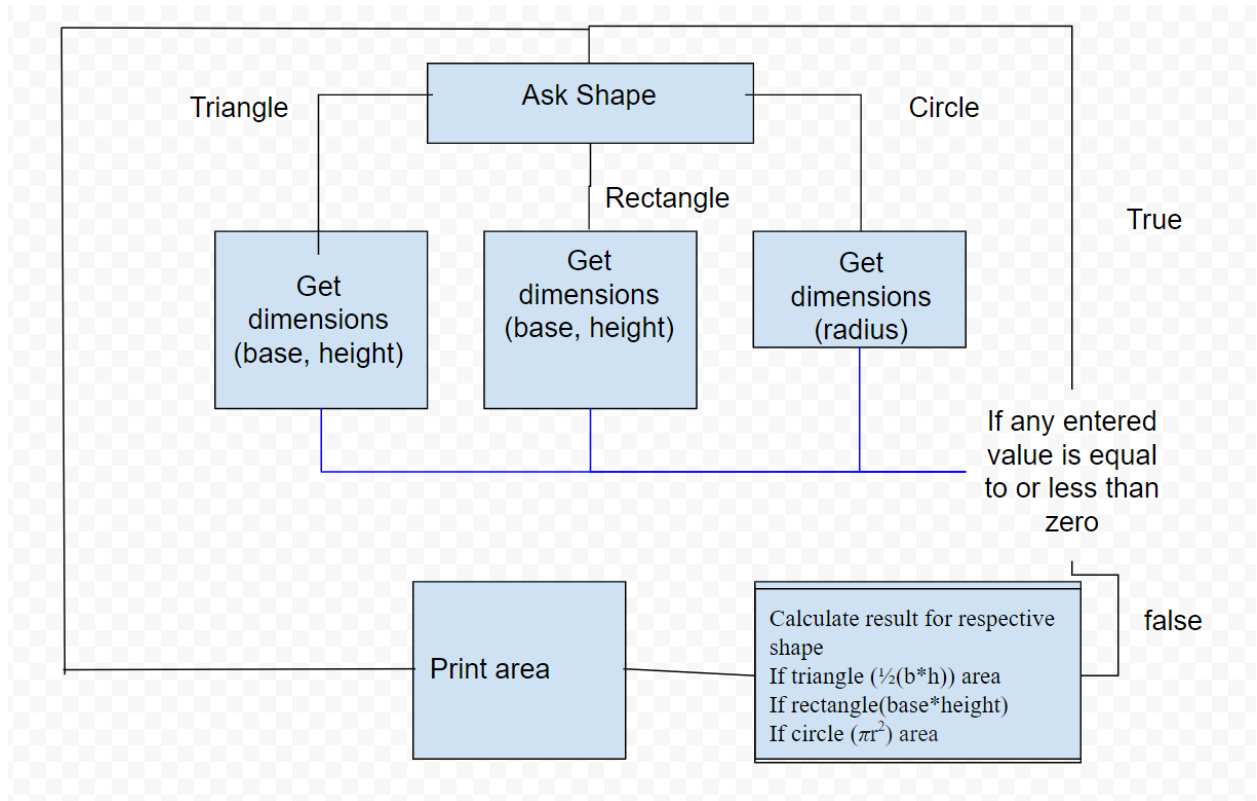 Ask Shape
Triangle
Circle
Rectangle
True
Get
dimensions
(base, height)
Get
dimensions
(base, height)
Get
dimensions
(radius)
If any entered
value is equal
to or less than
zero
false
Print area
Calculate result for respective
shape
If triangle (½(b*h)) area
If rectangle(base*height)
If circle (πr²) area